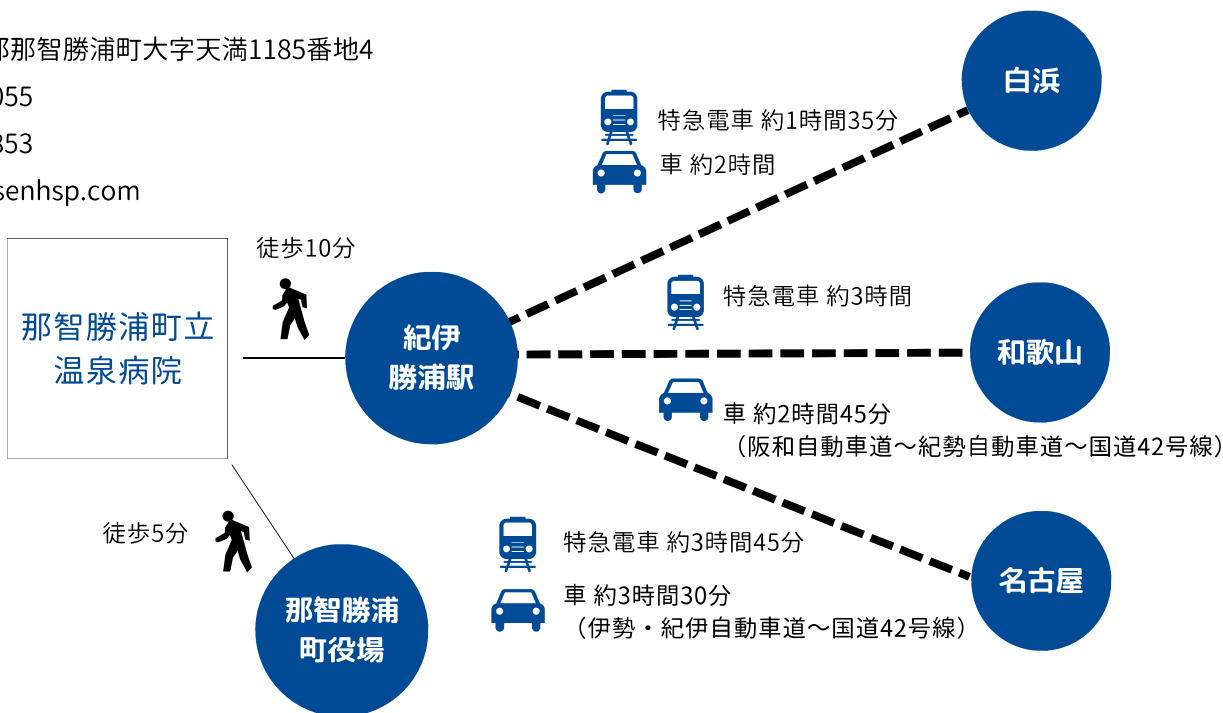 那智勝浦町大字天満1185番地4
055
853
senhsp.com
白浜
特急電車 約1時間35分
車 約2時間
徒歩10分
那智勝浦町立
温泉病院
紀伊
勝浦駅
特急電車 約3時間
和歌山
車 約2時間45分
（阪和自動車道～紀勢自動車道～国道42号線）
徒歩5分
特急電車 約3時間45分
車 約3時間30分
（伊勢・紀伊自動車道～国道42号線）
名古屋
那智勝浦
町役場